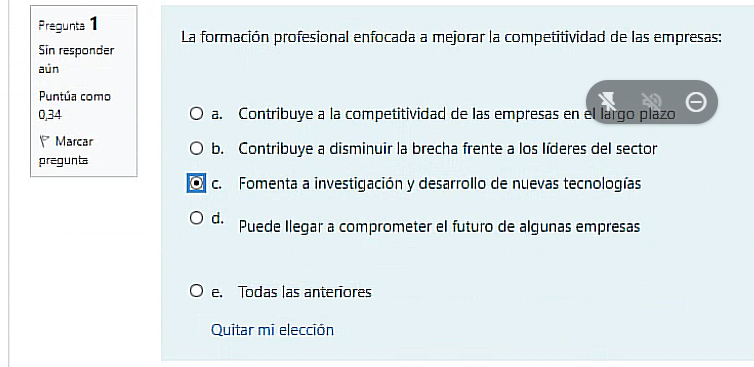 Pregunta 1
Sin responder
aún
Puntúa como
0,34
Marcar
pregunta
La formación profesional enfocada a mejorar la competitividad de las empresas:
a. Contribuye a la competitividad de las empresas en el largo plazo
b. Contribuye a disminuir la brecha frente a los líderes del sector
c. Fomenta a investigación y desarrollo de nuevas tecnologías
d. Puede llegar a comprometer el futuro de algunas empresas
e. Todas las anteriores
Quitar mi elección